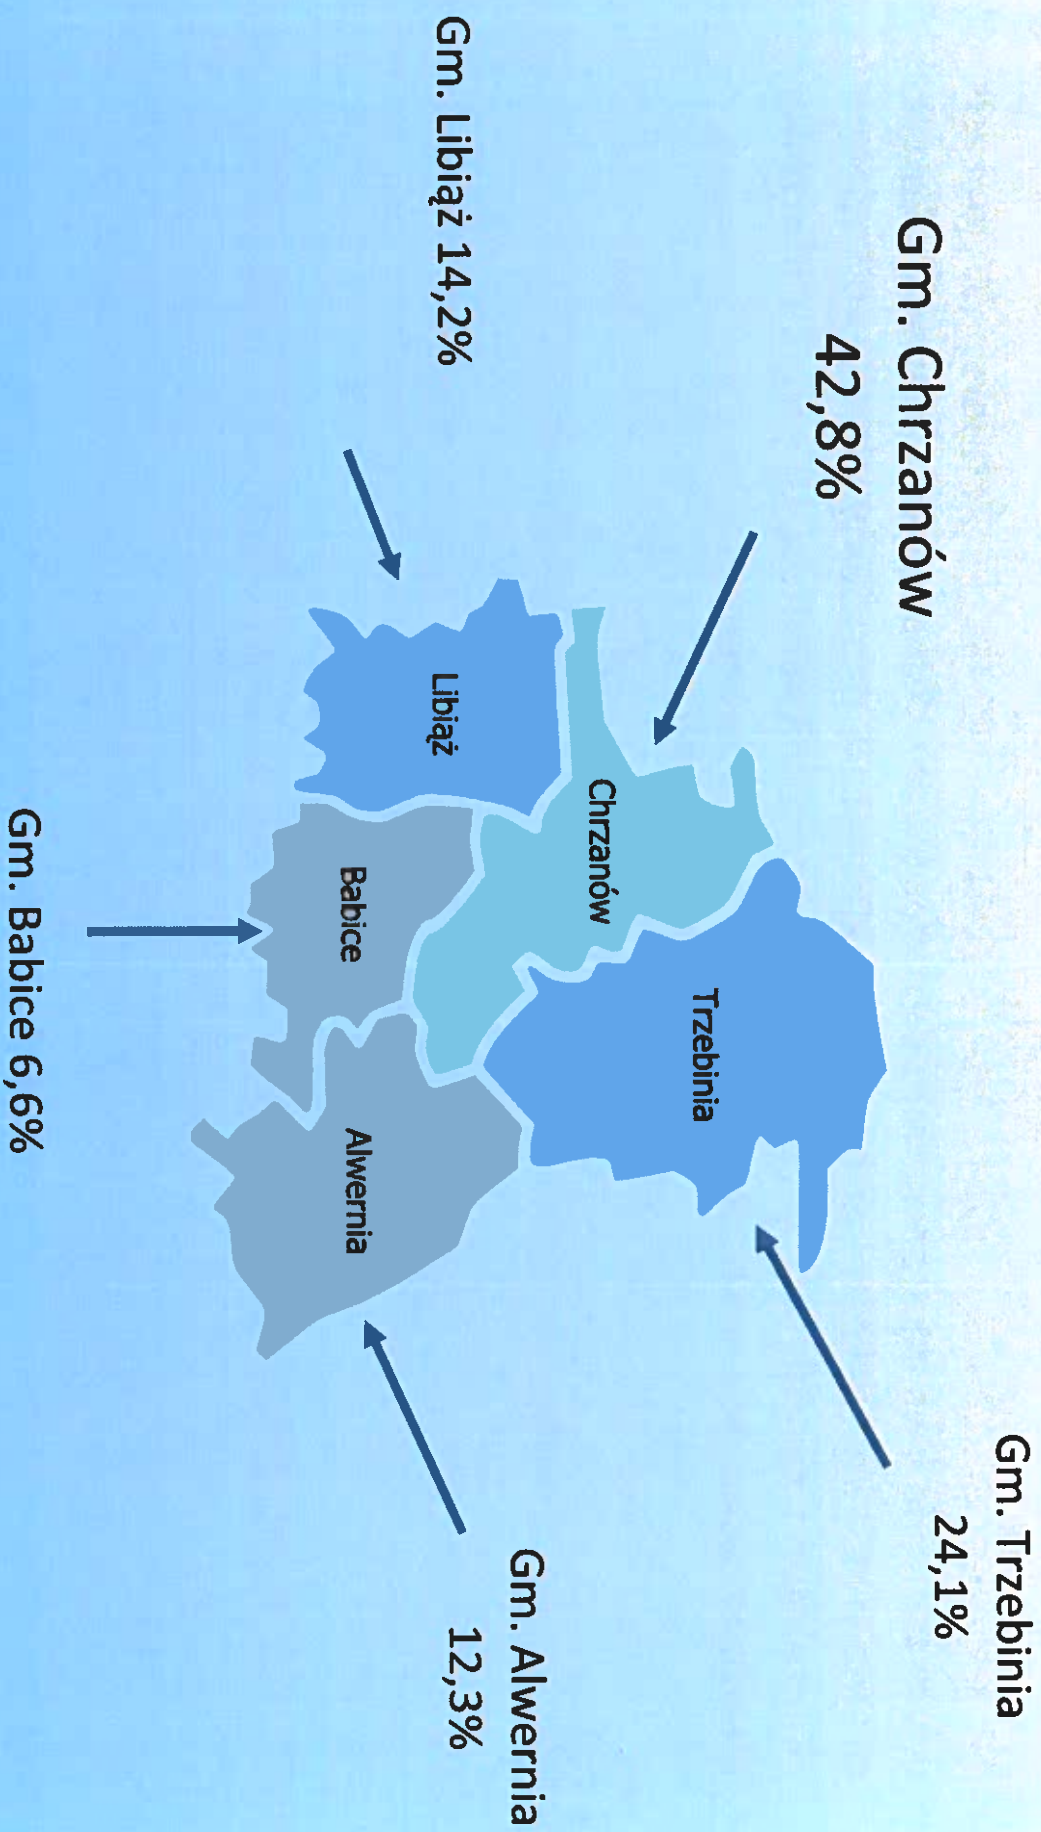 Gm. Chrzanów
42,8%
Gm. Trzebinia
24,1%
Gm. Libiąż 14,2%
Gm. Alwernia
12,3%
Gm. Babice 6,6%
Trzebinia
Chrzanów
Libiąż
Babice
Alwernia